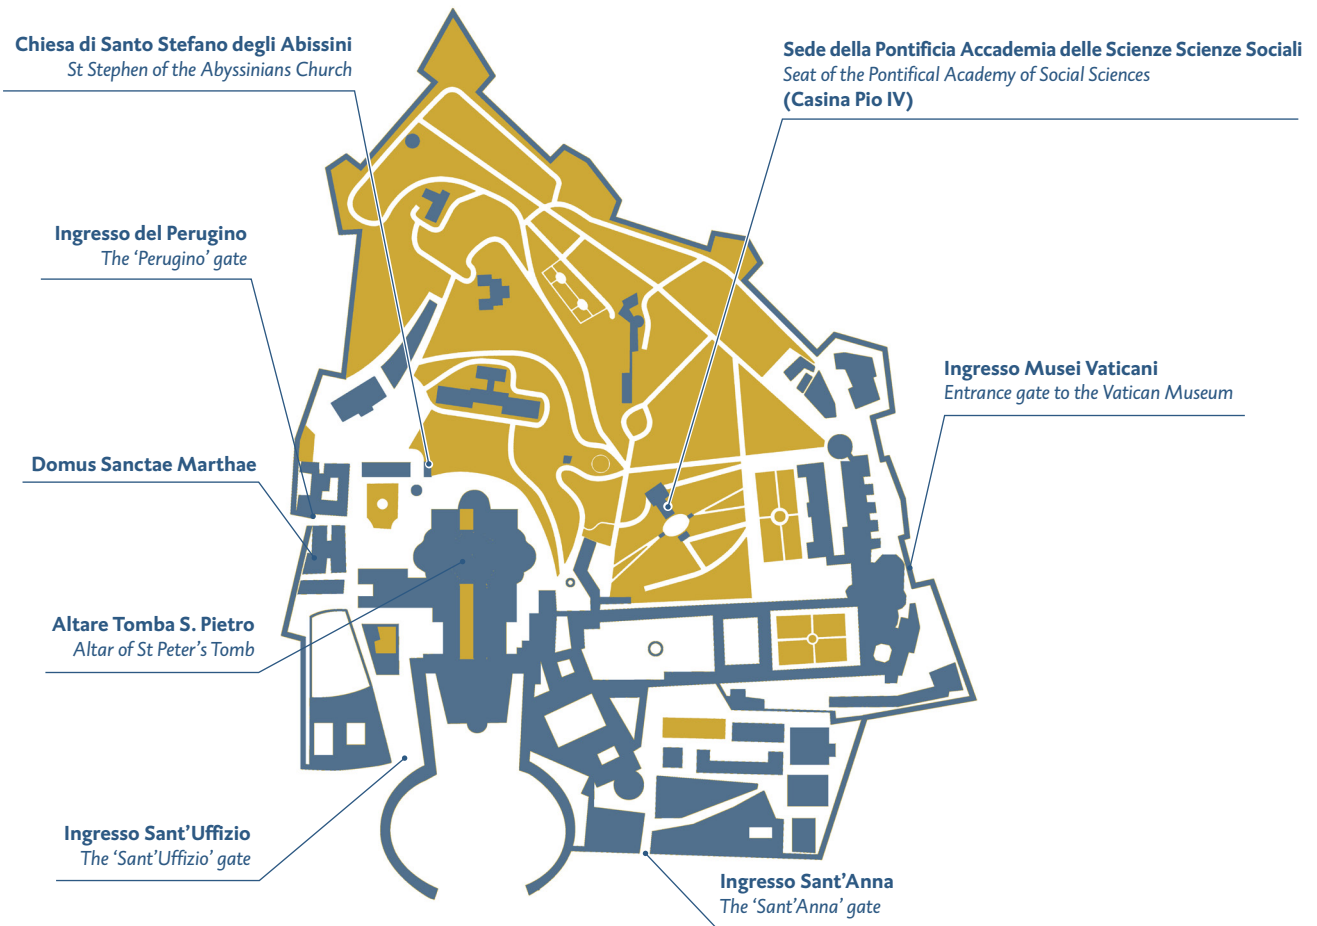 Chiesa di Santo Stefano degli Abissini
St Stephen of the Abyssinians Church
Sede della Pontificia Accademia delle Scienze Scienze Sociali
Seat of the Pontifical Academy of Social Sciences
(Casina Pio IV)
Ingresso del Perugino
The ‘Perugino’ gate
Ingresso Musei Vaticani
Entrance gate to the Vatican Museum
Domus Sanctae Marthae
Altare Tomba S. Pietro
Altar of St Peter’s Tomb
Ingresso Sant’Uffizio
The ‘Sant’Uffizio’ gate
Ingresso Sant’Anna
The ‘Sant’Anna’ gate